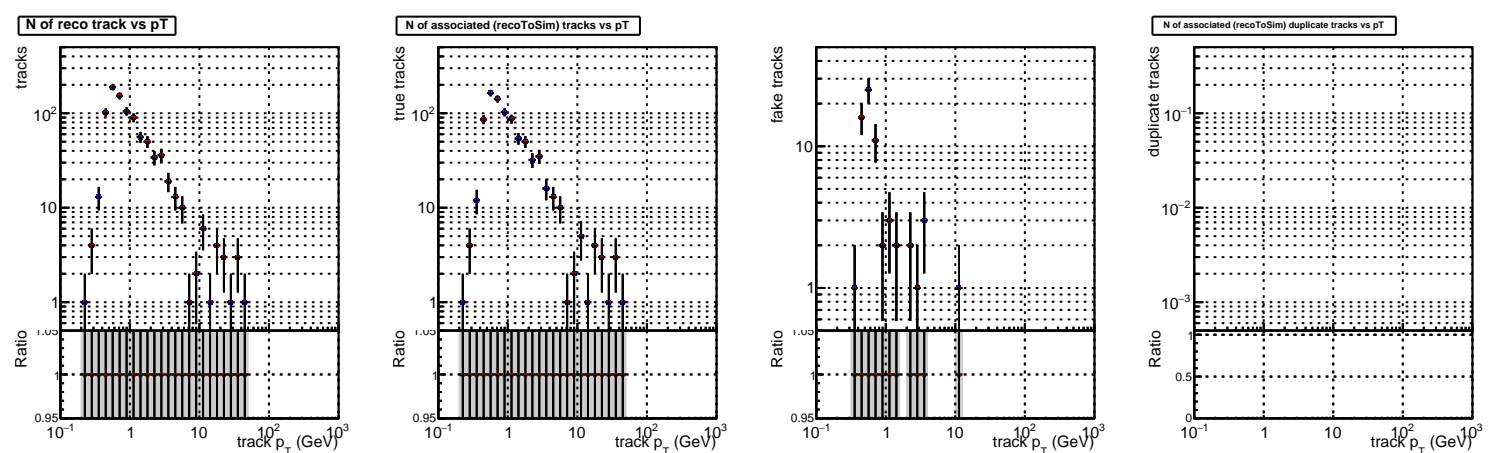 N of reco track vs pT
tracks
10²
10
1
1.05
Ratio
1
0.95
10⁻¹ 1 10 10² 10³
track p_T (GeV)
N of associated (recoToSim) tracks vs pT
true tracks
10²
10
1
1.05
Ratio
1
0.95
10⁻¹ 1 10 10² 10³
track p_T (GeV)
fake tracks
10
1
1.05
Ratio
1
0.95
10⁻¹ 1 10 10² 10³
track p_T (GeV)
N of associated (recoToSim) duplicate tracks vs pT
duplicate tracks
10⁻¹
10⁻²
10⁻³
Ratio
1
0.5
0
10⁻¹ 1 10 10² 10³
track p_T (GeV)